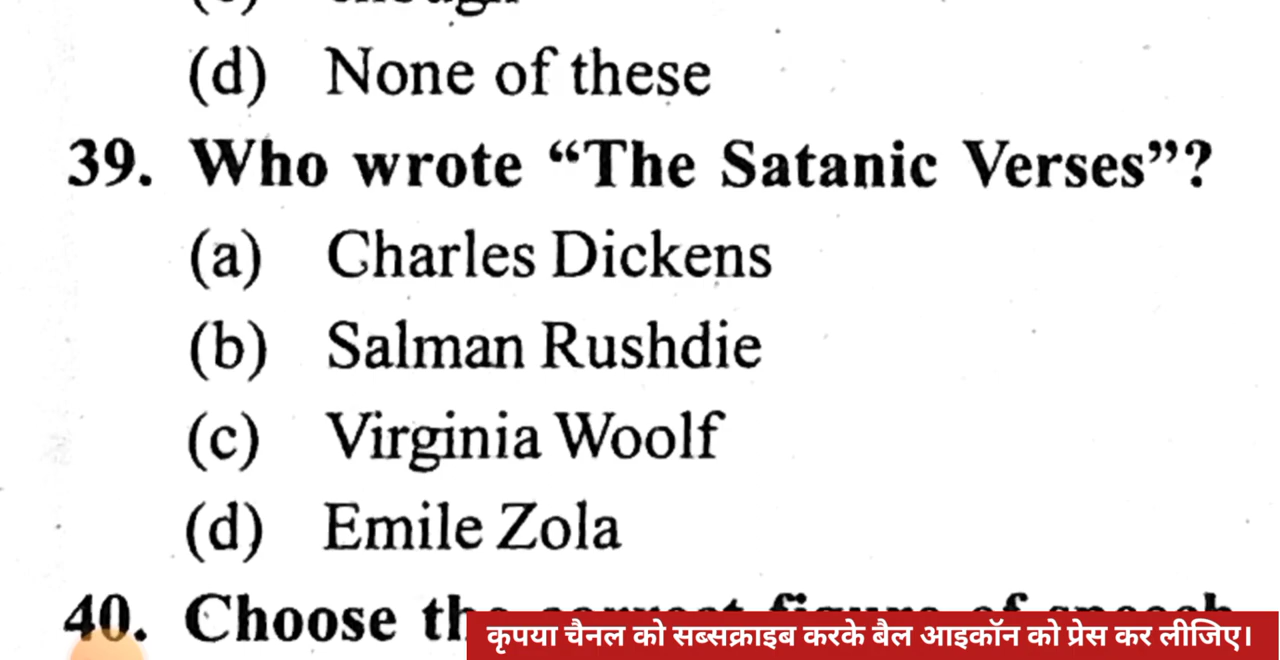 (d) None of these
39. Who wrote “The Satanic Verses”?
(a) Charles Dickens
(b) Salman Rushdie
(c) Virginia Woolf
(d) Emile Zola
40. Choose
कृपया चैनल को सब्सक्राइब करके बैल आइकॉन को प्रेस कर लीजिए।